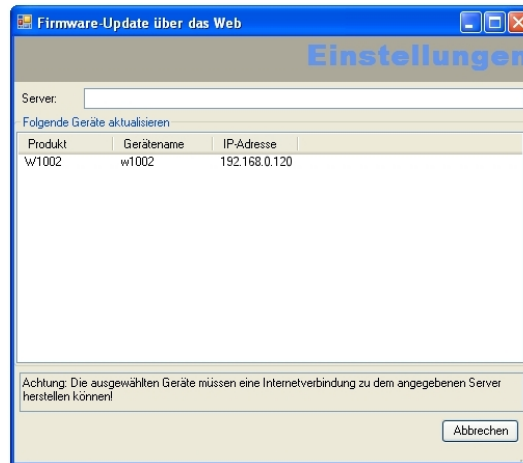 Firmware-Update über das Web
Einstellungen
Server:
Folgende Geräte aktualisieren
Produkt Gerätename IP-Adresse
W1002 w1002 192.168.0.120
Achtung: Die ausgewählten Geräte müssen eine Internetverbindung zu dem angegebenen Server
herstellen können!
Abbrechen